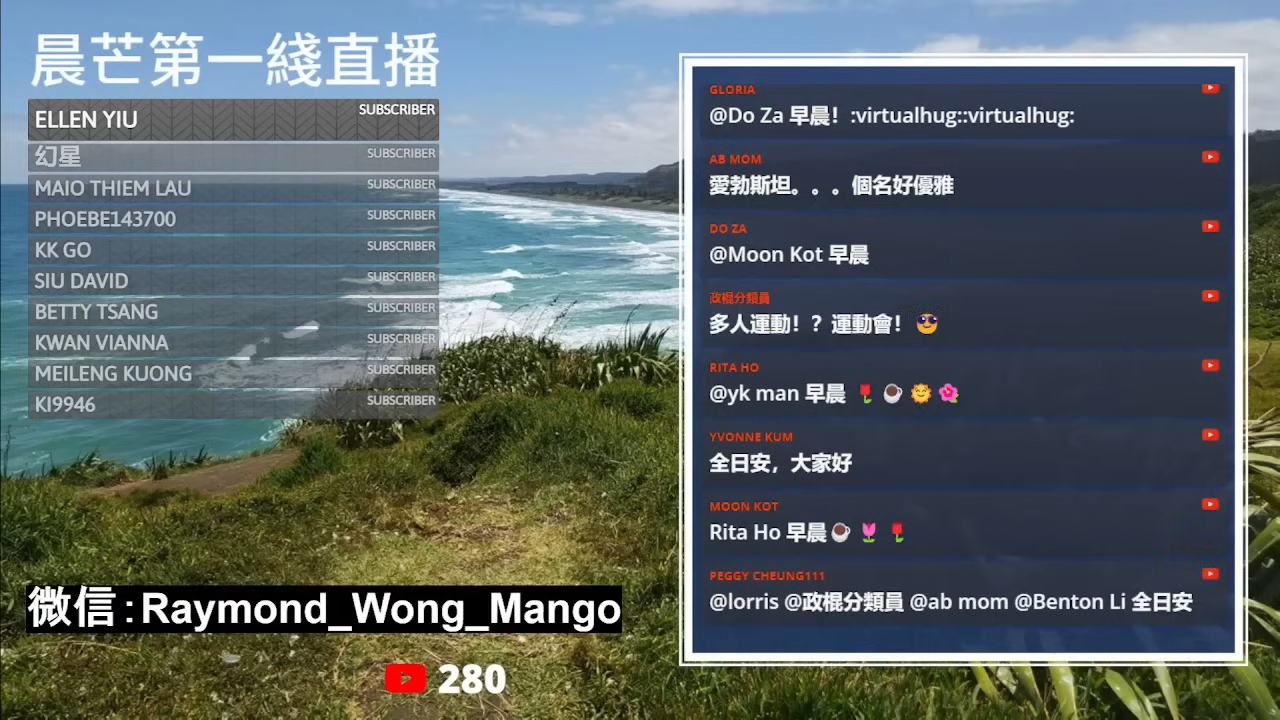 晨芒第一綫直播
ELLEN YIU SUBSCRIBER
幻星 SUBSCRIBER
MAIO THIEM LAU SUBSCRIBER
PHOEBE143700 SUBSCRIBER
KK GO SUBSCRIBER
SIU DAVID SUBSCRIBER
BETTY TSANG SUBSCRIBER
KWAN VIANNA SUBSCRIBER
MEILENG KUONG SUBSCRIBER
KI9946 SUBSCRIBER
微信:Raymond_Wong_Mango
280
GLORIA
@Do Za 早晨！:virtualhug::virtualhug:
AB MOM
愛勃斯坦。。。個名好優雅
DO ZA
@Moon Kot 早晨
政棍分類員
多人運動！？運動會！😎
RITA HO
@yk man 早晨 🌹☕🌞🌺
YVONNE KUM
全日安，大家好
MOON KOT
Rita Ho 早晨☕🌷🌹
PEGGY CHEUNG111
@lorris @政棍分類員 @ab mom @Benton Li 全日安